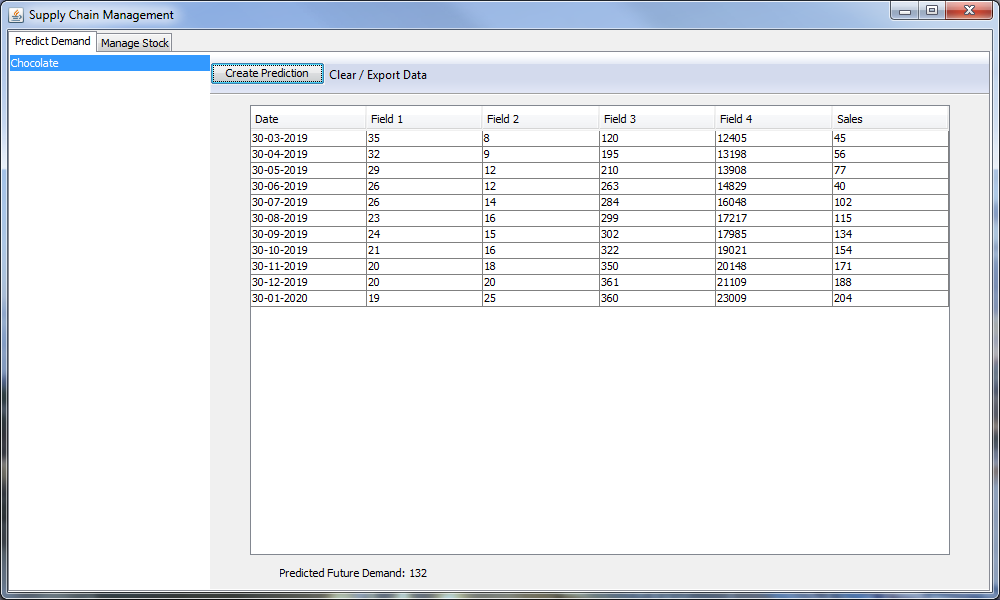 Supply Chain Management
Predict Demand Manage Stock
Chocolate
Create Prediction Clear / Export Data
Date Field 1 Field 2 Field 3 Field 4 Sales
30-03-2019 35 8 120 12405 45
30-04-2019 32 9 195 13198 56
30-05-2019 29 12 210 13908 77
30-06-2019 26 12 263 14829 40
30-07-2019 26 14 284 16048 102
30-08-2019 23 16 299 17217 115
30-09-2019 24 15 302 17985 134
30-10-2019 21 16 322 19021 154
30-11-2019 20 18 350 20148 171
30-12-2019 20 20 361 21109 188
30-01-2020 19 25 360 23009 204
Predicted Future Demand: 132